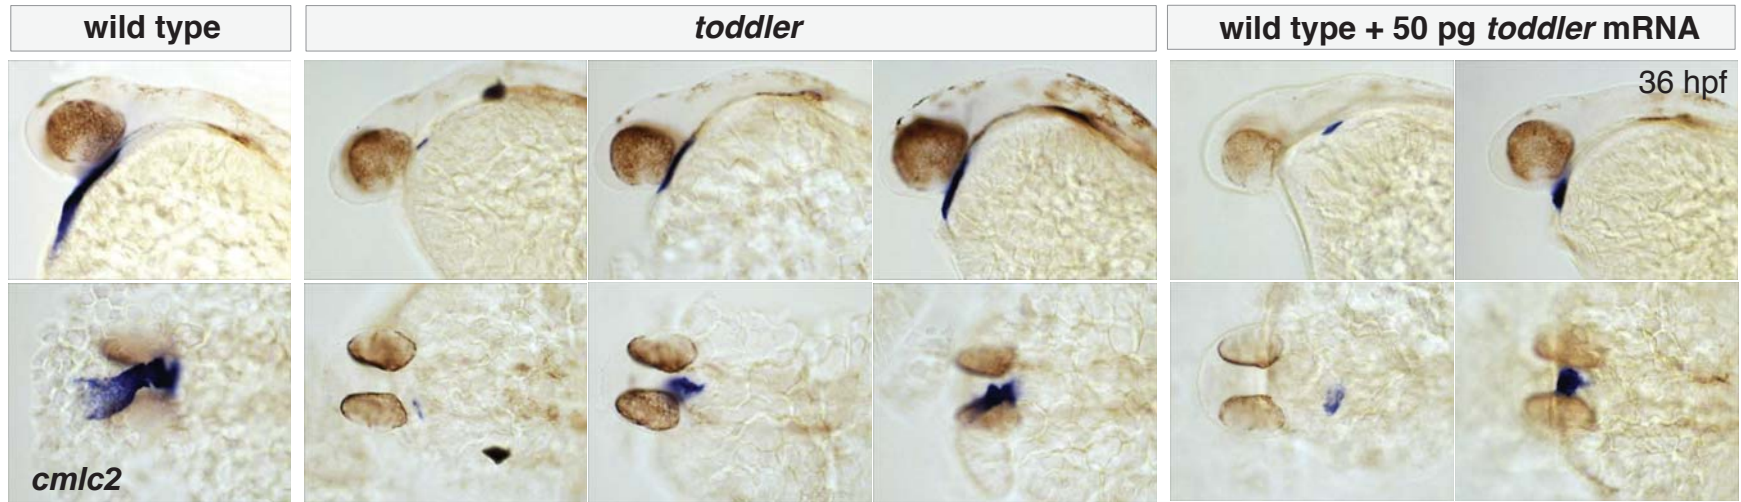 wild type
toddler
wild type + 50 pg toddler mRNA
36 hpf
cmlc2